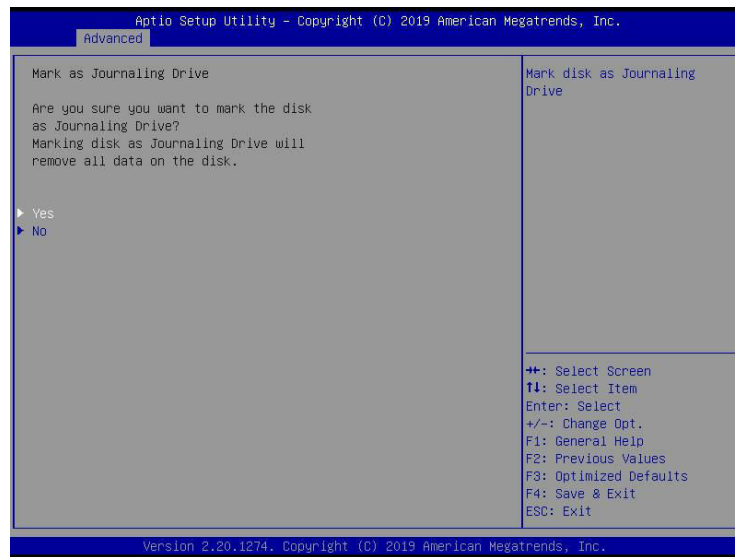 Aptio Setup Utility – Copyright (C) 2019 American Megatrends, Inc.
Advanced
Mark as Journaling Drive
Are you sure you want to mark the disk
as Journaling Drive?
Marking disk as Journaling Drive will
remove all data on the disk.
Yes
No
Mark disk as Journaling
Drive
→←: Select Screen
↑↓: Select Item
Enter: Select
+/-: Change Opt.
F1: General Help
F2: Previous Values
F3: Optimized Defaults
F4: Save & Exit
ESC: Exit
Version 2.20.1274. Copyright (C) 2019 American Megatrends, Inc.